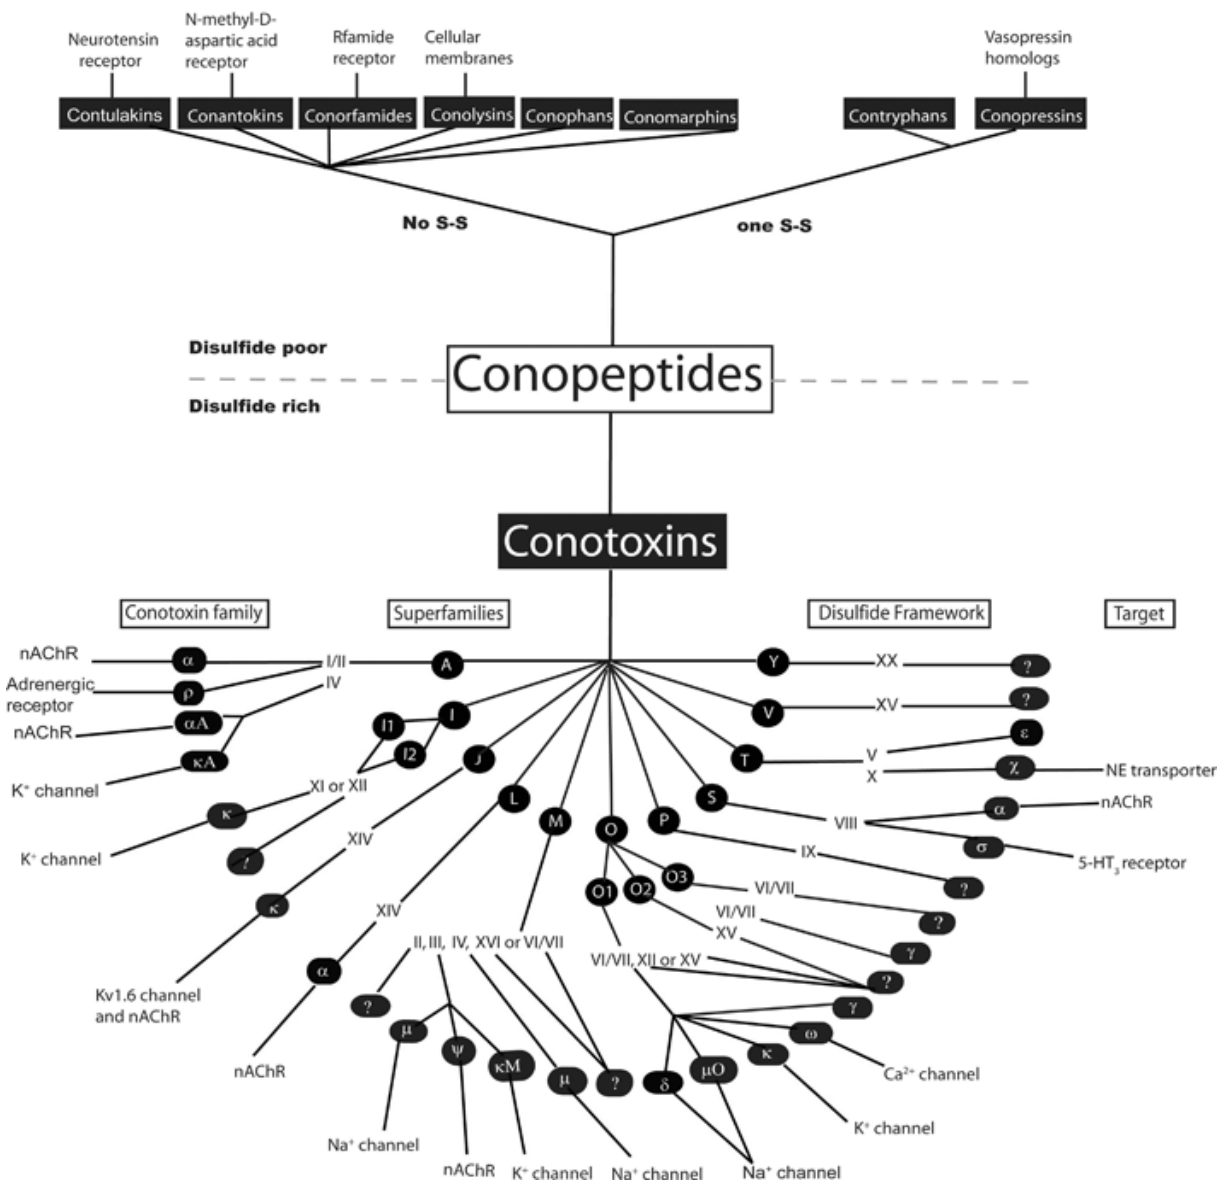 Neurotensin
receptor
N-methyl-D-
aspartic acid
receptor
Rfamide
receptor
Cellular
membranes
Vasopressin
homologs
Contulakins
Conantokins
Conorfamides
Conolysins
Conophans
Conomarphins
Contryphans
Conopressins
No S-S
one S-S
Disulfide poor
Conopeptides
Disulfide rich
Conotoxins
Conotoxin family
Superfamilies
Disulfide Framework
Target
nAChR
α
I/II
A
Y
XX
?
Adrenergic
receptor
ρ
IV
nAChR
αA
I1
I
V
XV
?
K⁺ channel
κA
I2
J
T
V
ε
X
χ
NE transporter
XI or XII
L
S
α
nAChR
K⁺ channel
κ
M
O
P
VIII
σ
5-HT₃ receptor
?
XIV
IX
?
κ
O1
O2
O3
VI/VII
?
XIV
VI/VII
γ
XV
II, III, IV, XVI or VI/VII
VI/VII, XII or XV
?
α
Kv1.6 channel
and nAChR
?
μ
ψ
κM
μ
?
δ
μO
κ
ω
γ
nAChR
Ca²⁺ channel
K⁺ channel
Na⁺ channel
nAChR
K⁺ channel
Na⁺ channel
Na⁺ channel